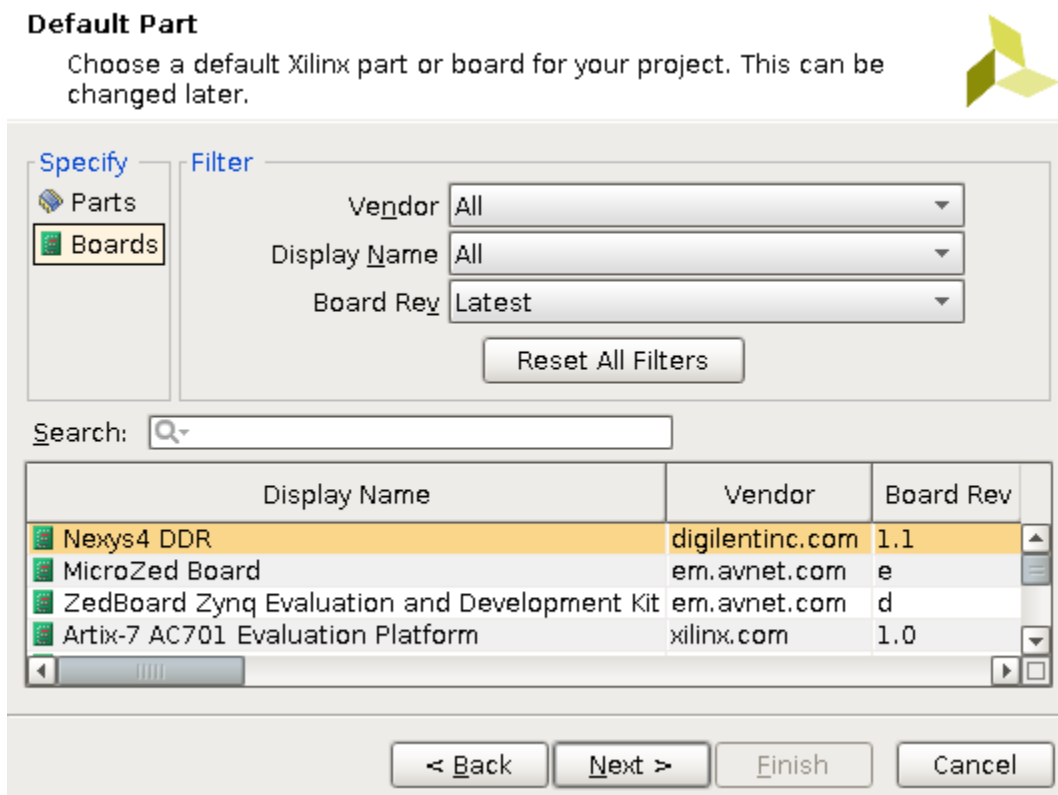 Default Part
Choose a default Xilinx part or board for your project. This can be
changed later.
Specify
Filter
Parts
Boards
Vendor All
Display Name All
Board Rev Latest
Reset All Filters
Search:
Display Name Vendor Board Rev
Nexys4 DDR digilentinc.com 1.1
MicroZed Board em.avnet.com e
ZedBoard Zynq Evaluation and Development Kit em.avnet.com d
Artix-7 AC701 Evaluation Platform xilinx.com 1.0
< Back Next > Finish Cancel